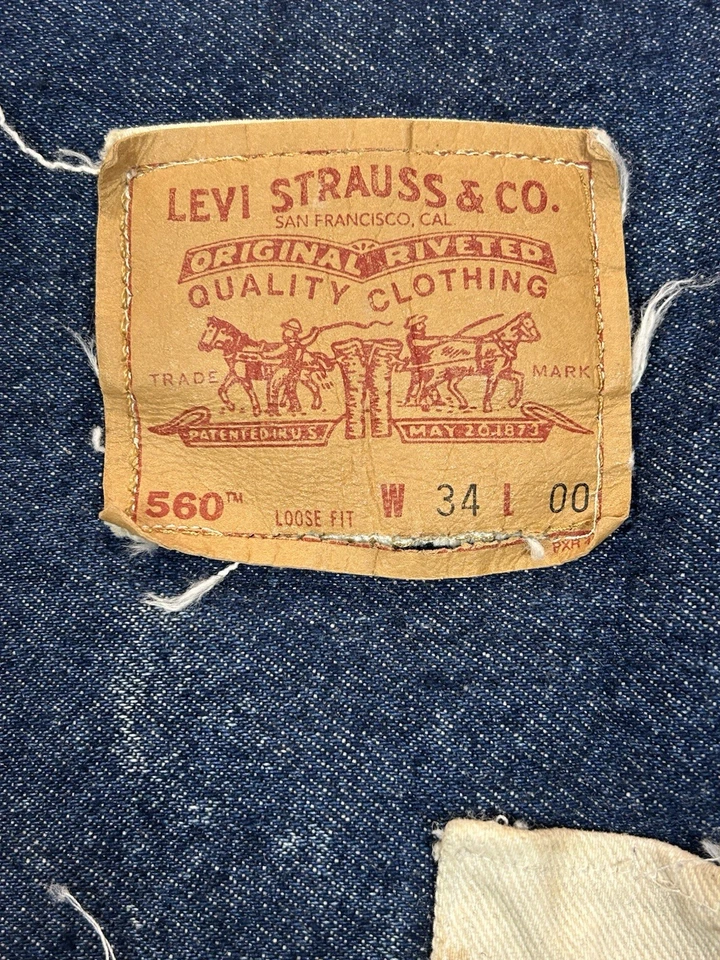 LEVI STRAUSS & CO.
SAN FRANCISCO, CAL
ORIGINAL RIVETED
QUALITY CLOTHING
TRADE MARK
PATENTED IN U.S. MAY 20.1873
560™ LOOSE FIT W 34 L 00